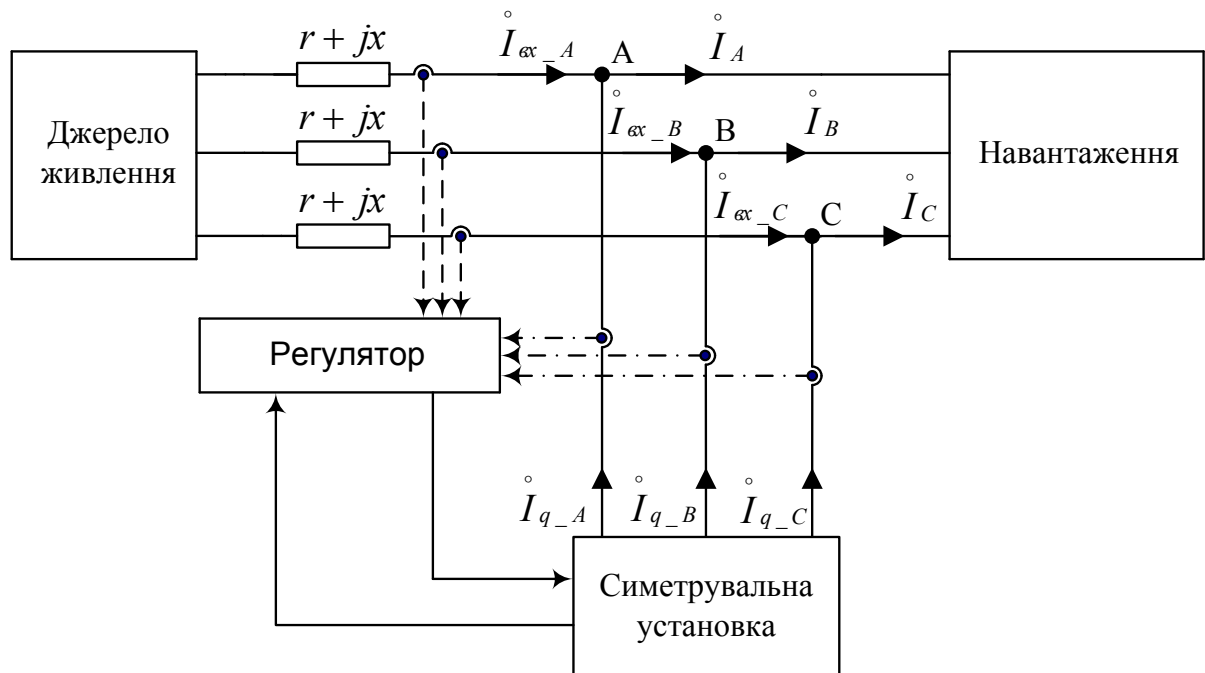 r + jx
İ вх_A
A
İ A
r + jx
İ вх_B
B
İ B
Джерело
живлення
Навантаження
r + jx
İ вх_C
C
İ C
Регулятор
İ q_A
İ q_B
İ q_C
Симетрувальна
установка